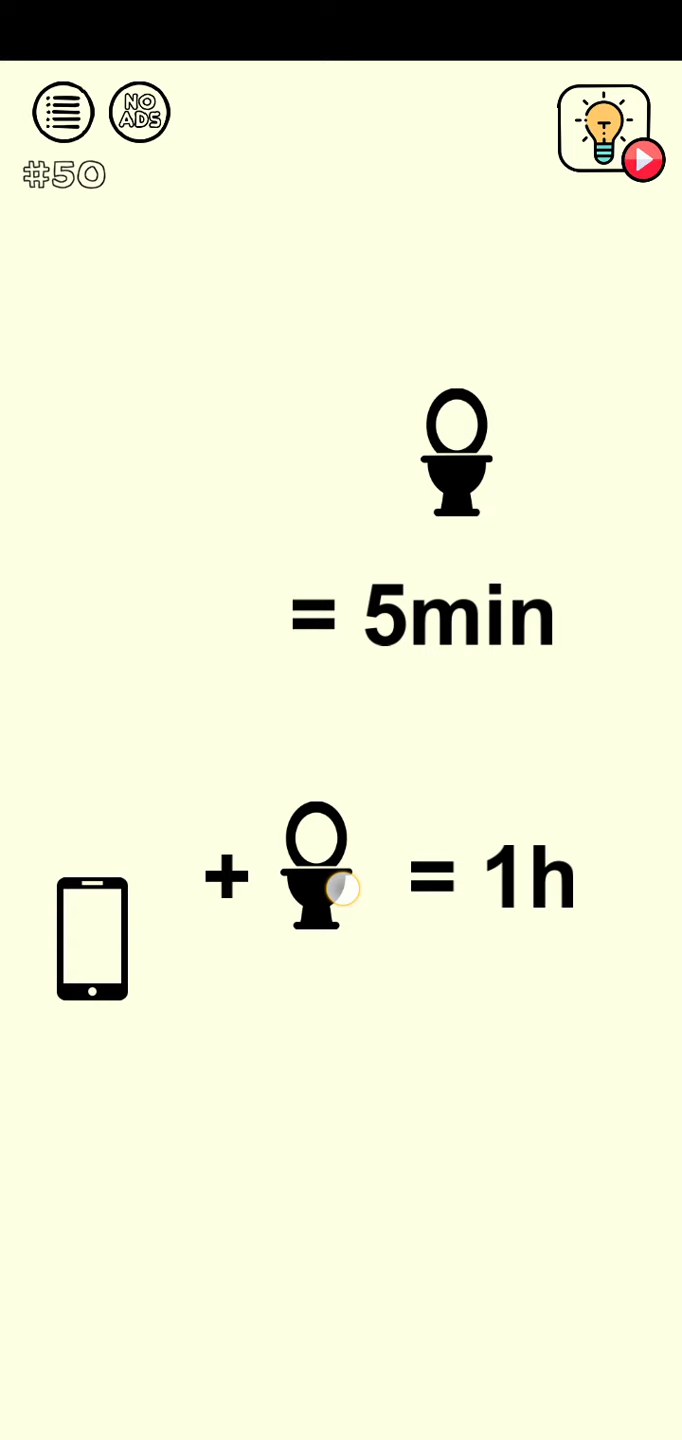 NO
ADS
#50
= 5min
+ = 1h